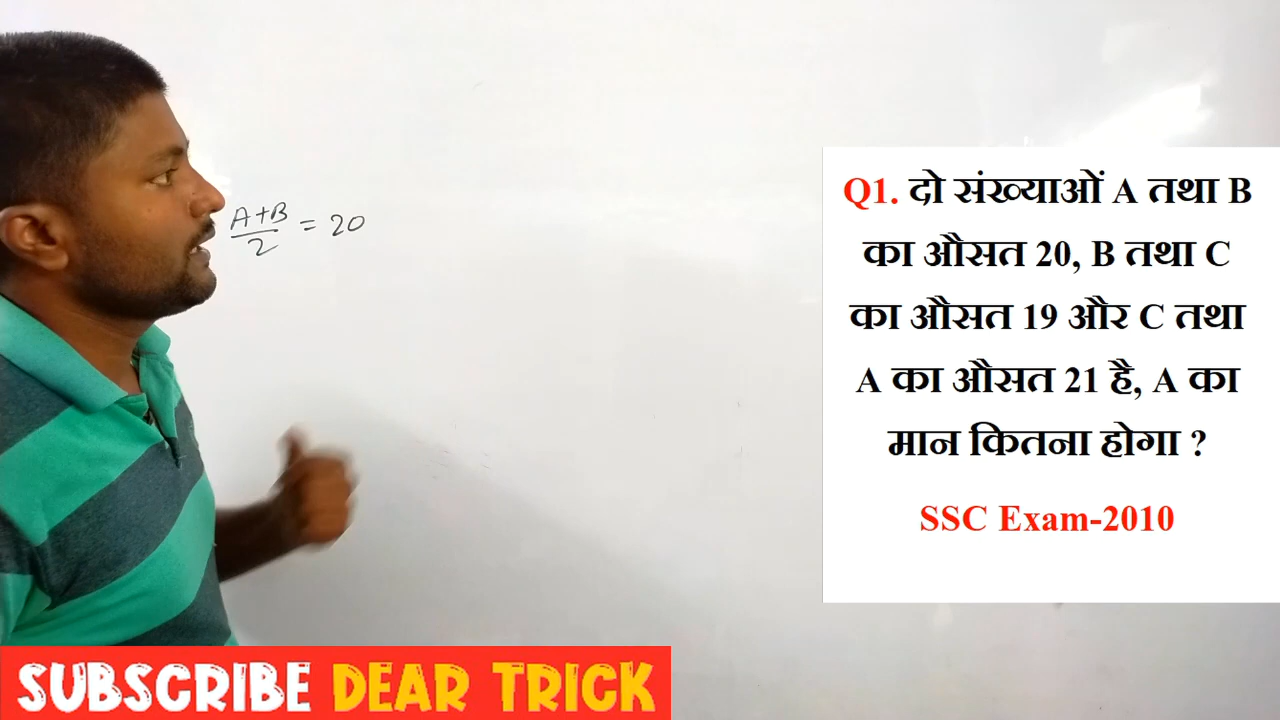 A+B
2
= 20
Q1. दो संख्याओं A तथा B
का औसत 20, B तथा C
का औसत 19 और C तथा
A का औसत 21 है, A का
मान कितना होगा ?
SSC Exam-2010
SUBSCRIBE DEAR TRICK